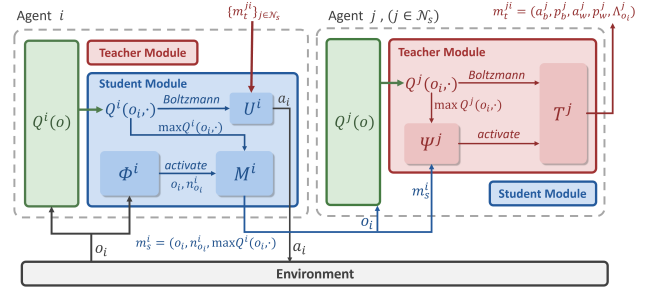 Agent i
{m_t^{ji}}_{j∈𝒩_s}
Teacher Module
Student Module
Q^i(o)
Q^i(o_i,·)
Boltzmann
U^i
a_i
maxQ^i(o_i,·)
Φ^i
activate
o_i, n_{o_i}^i
M^i
o_i
m_s^i = (o_i, n_{o_i}^i, maxQ^i(o_i,·)
a_i
Agent j , (j ∈ 𝒩_s)
m_t^{ji} = (a_b^j, p_b^j, a_w^j, p_w^j, Λ_{o_i}^j)
Teacher Module
Q^j(o)
Q^j(o_i,·)
Boltzmann
max Q^j(o_i,·)
T^j
Ψ^j
activate
m_s^i
Student Module
o_i
Environment